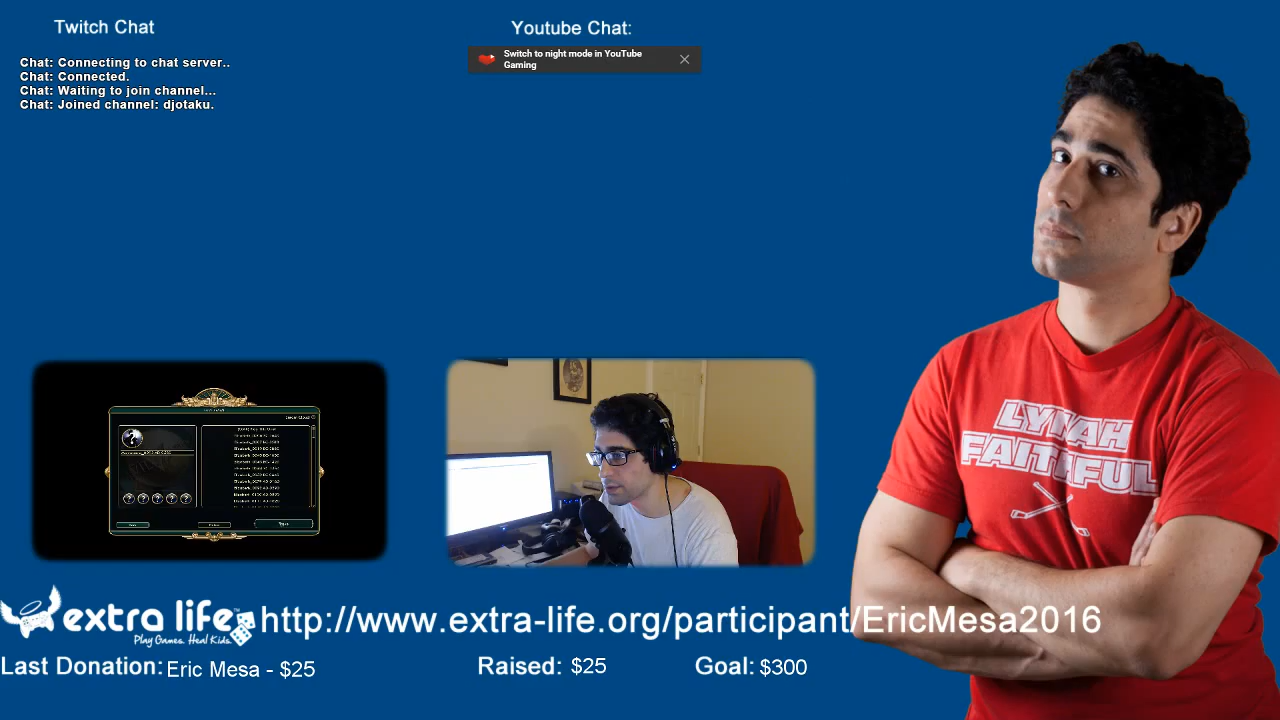 Twitch Chat
Youtube Chat:
Chat: Connecting to chat server..
Chat: Connected.
Chat: Waiting to join channel...
Chat: Joined channel: djotaku.
Switch to night mode in YouTube
Gaming
LYNAH
FAITHFUL
extra life
Play Games. Heal Kids.
http://www.extra-life.org/participant/EricMesa2016
Last Donation: Eric Mesa - $25
Raised: $25
Goal: $300